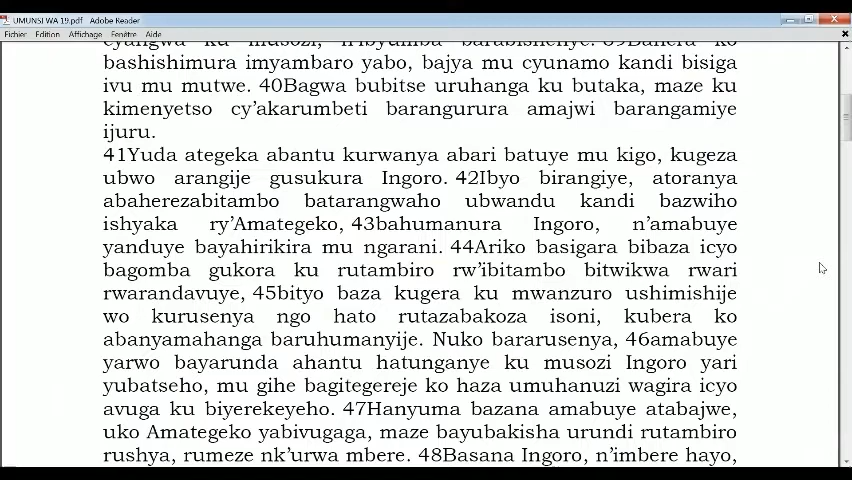 UMUNSI WA 19.pdf - Adobe Reader
Fichier Edition Affichage Fenêtre Aide
cyangwa ku musozi, n'ibyumba barabishenye. 39Bahera ko
bashishimura imyambaro yabo, bajya mu cyunamo kandi bisiga
ivu mu mutwe. 40Bagwa bubitse uruhanga ku butaka, maze ku
kimenyetso cy'akarumbeti barangurura amajwi barangamiye
ijuru.
41Yuda ategeka abantu kurwanya abari batuye mu kigo, kugeza
ubwo arangije gusukura Ingoro. 42Ibyo birangiye, atoranya
abaherezabitambo batarangwaho ubwandu kandi bazwiho
ishyaka ry'Amategeko, 43bahumanura Ingoro, n'amabuye
yanduye bayahirikira mu ngarani. 44Ariko basigara bibaza icyo
bagomba gukora ku rutambiro rw'ibitambo bitwikwa rwari
rwarandavuye, 45bityo baza kugera ku mwanzuro ushimishije
wo kurusenya ngo hato rutazabakoza isoni, kubera ko
abanyamahanga baruhumanyije. Nuko bararusenya, 46amabuye
yarwo bayarunda ahantu hatunganye ku musozi Ingoro yari
yubatseho, mu gihe bagitegereje ko haza umuhanuzi wagira icyo
avuga ku biyerekeyeho. 47Hanyuma bazana amabuye atabajwe,
uko Amategeko yabivugaga, maze bayubakisha urundi rutambiro
rushya, rumeze nk'urwa mbere. 48Basana Ingoro, n'imbere hayo,